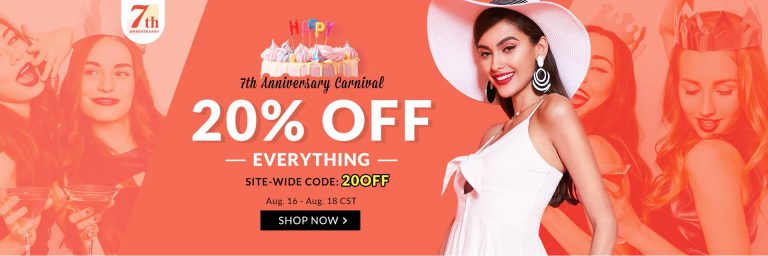 7th
ANNIVERSARY
HAPPY
7th Anniversary Carnival
20% OFF
— EVERYTHING —
SITE-WIDE CODE: 20OFF
Aug. 16 - Aug. 18 CST
SHOP NOW >